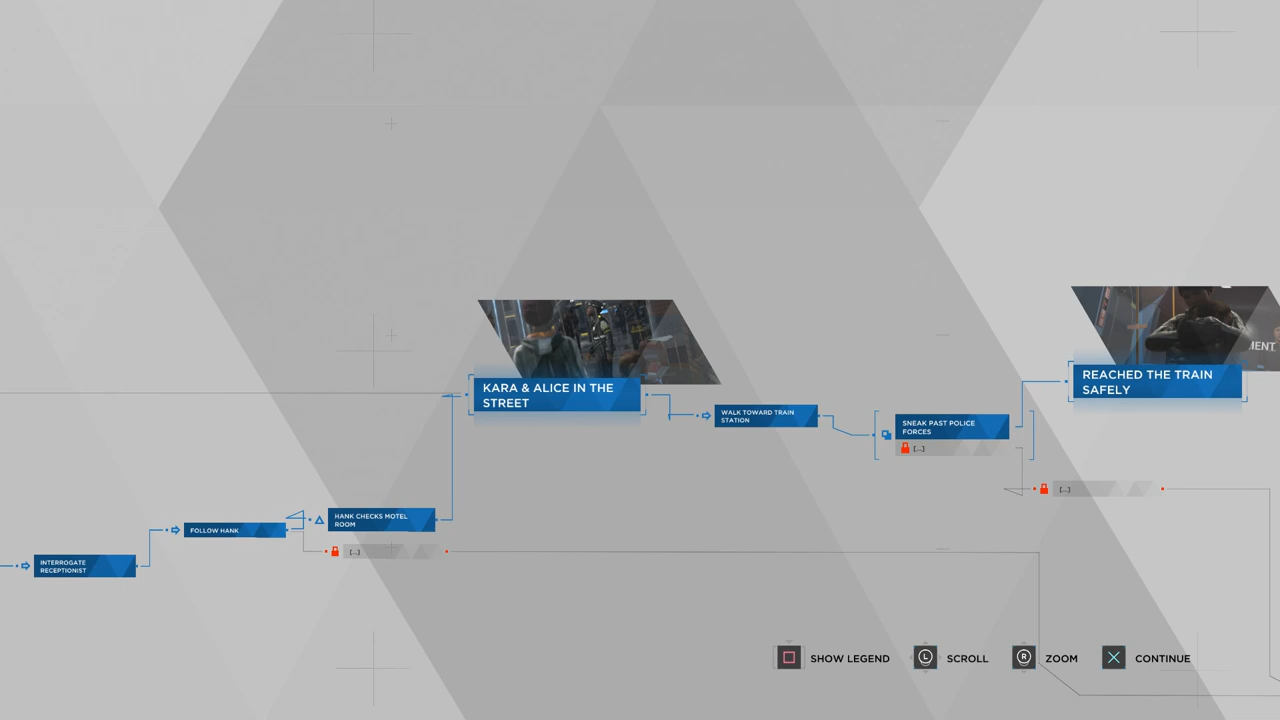 MENT
REACHED THE TRAIN
SAFELY
KARA & ALICE IN THE
STREET
WALK TOWARD TRAIN
STATION
SNEAK PAST POLICE
FORCES
[...]
[...]
HANK CHECKS MOTEL
ROOM
FOLLOW HANK
[...]
INTERROGATE
RECEPTIONIST
SHOW LEGEND
L
SCROLL
R
ZOOM
CONTINUE